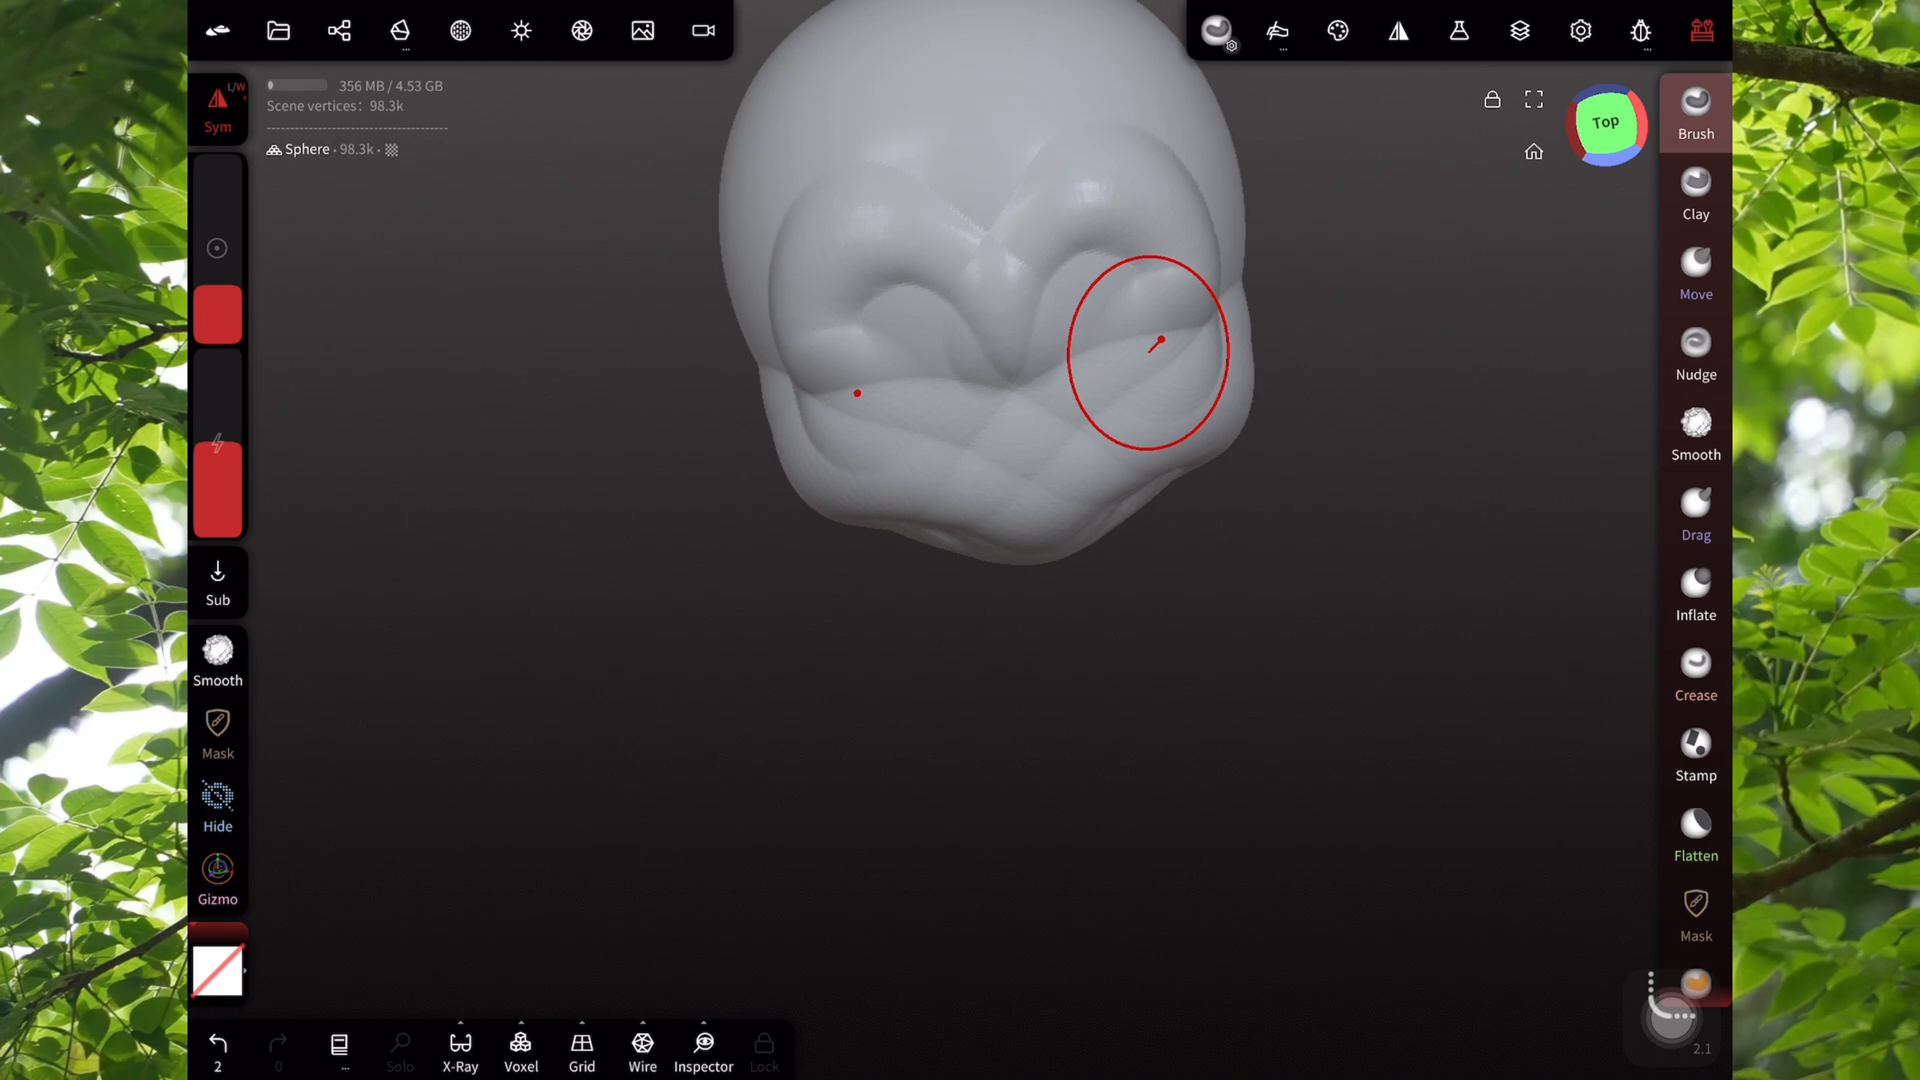 L/W
Sym
356 MB / 4.53 GB
Scene vertices: 98.3k
Sphere • 98.3k •
Top
Brush
Clay
Move
Nudge
Smooth
Drag
Inflate
Crease
Stamp
Flatten
Mask
Sub
Smooth
Mask
Hide
Gizmo
2
0
...
Solo
X-Ray
Voxel
Grid
Wire
Inspector
Lock
2.1